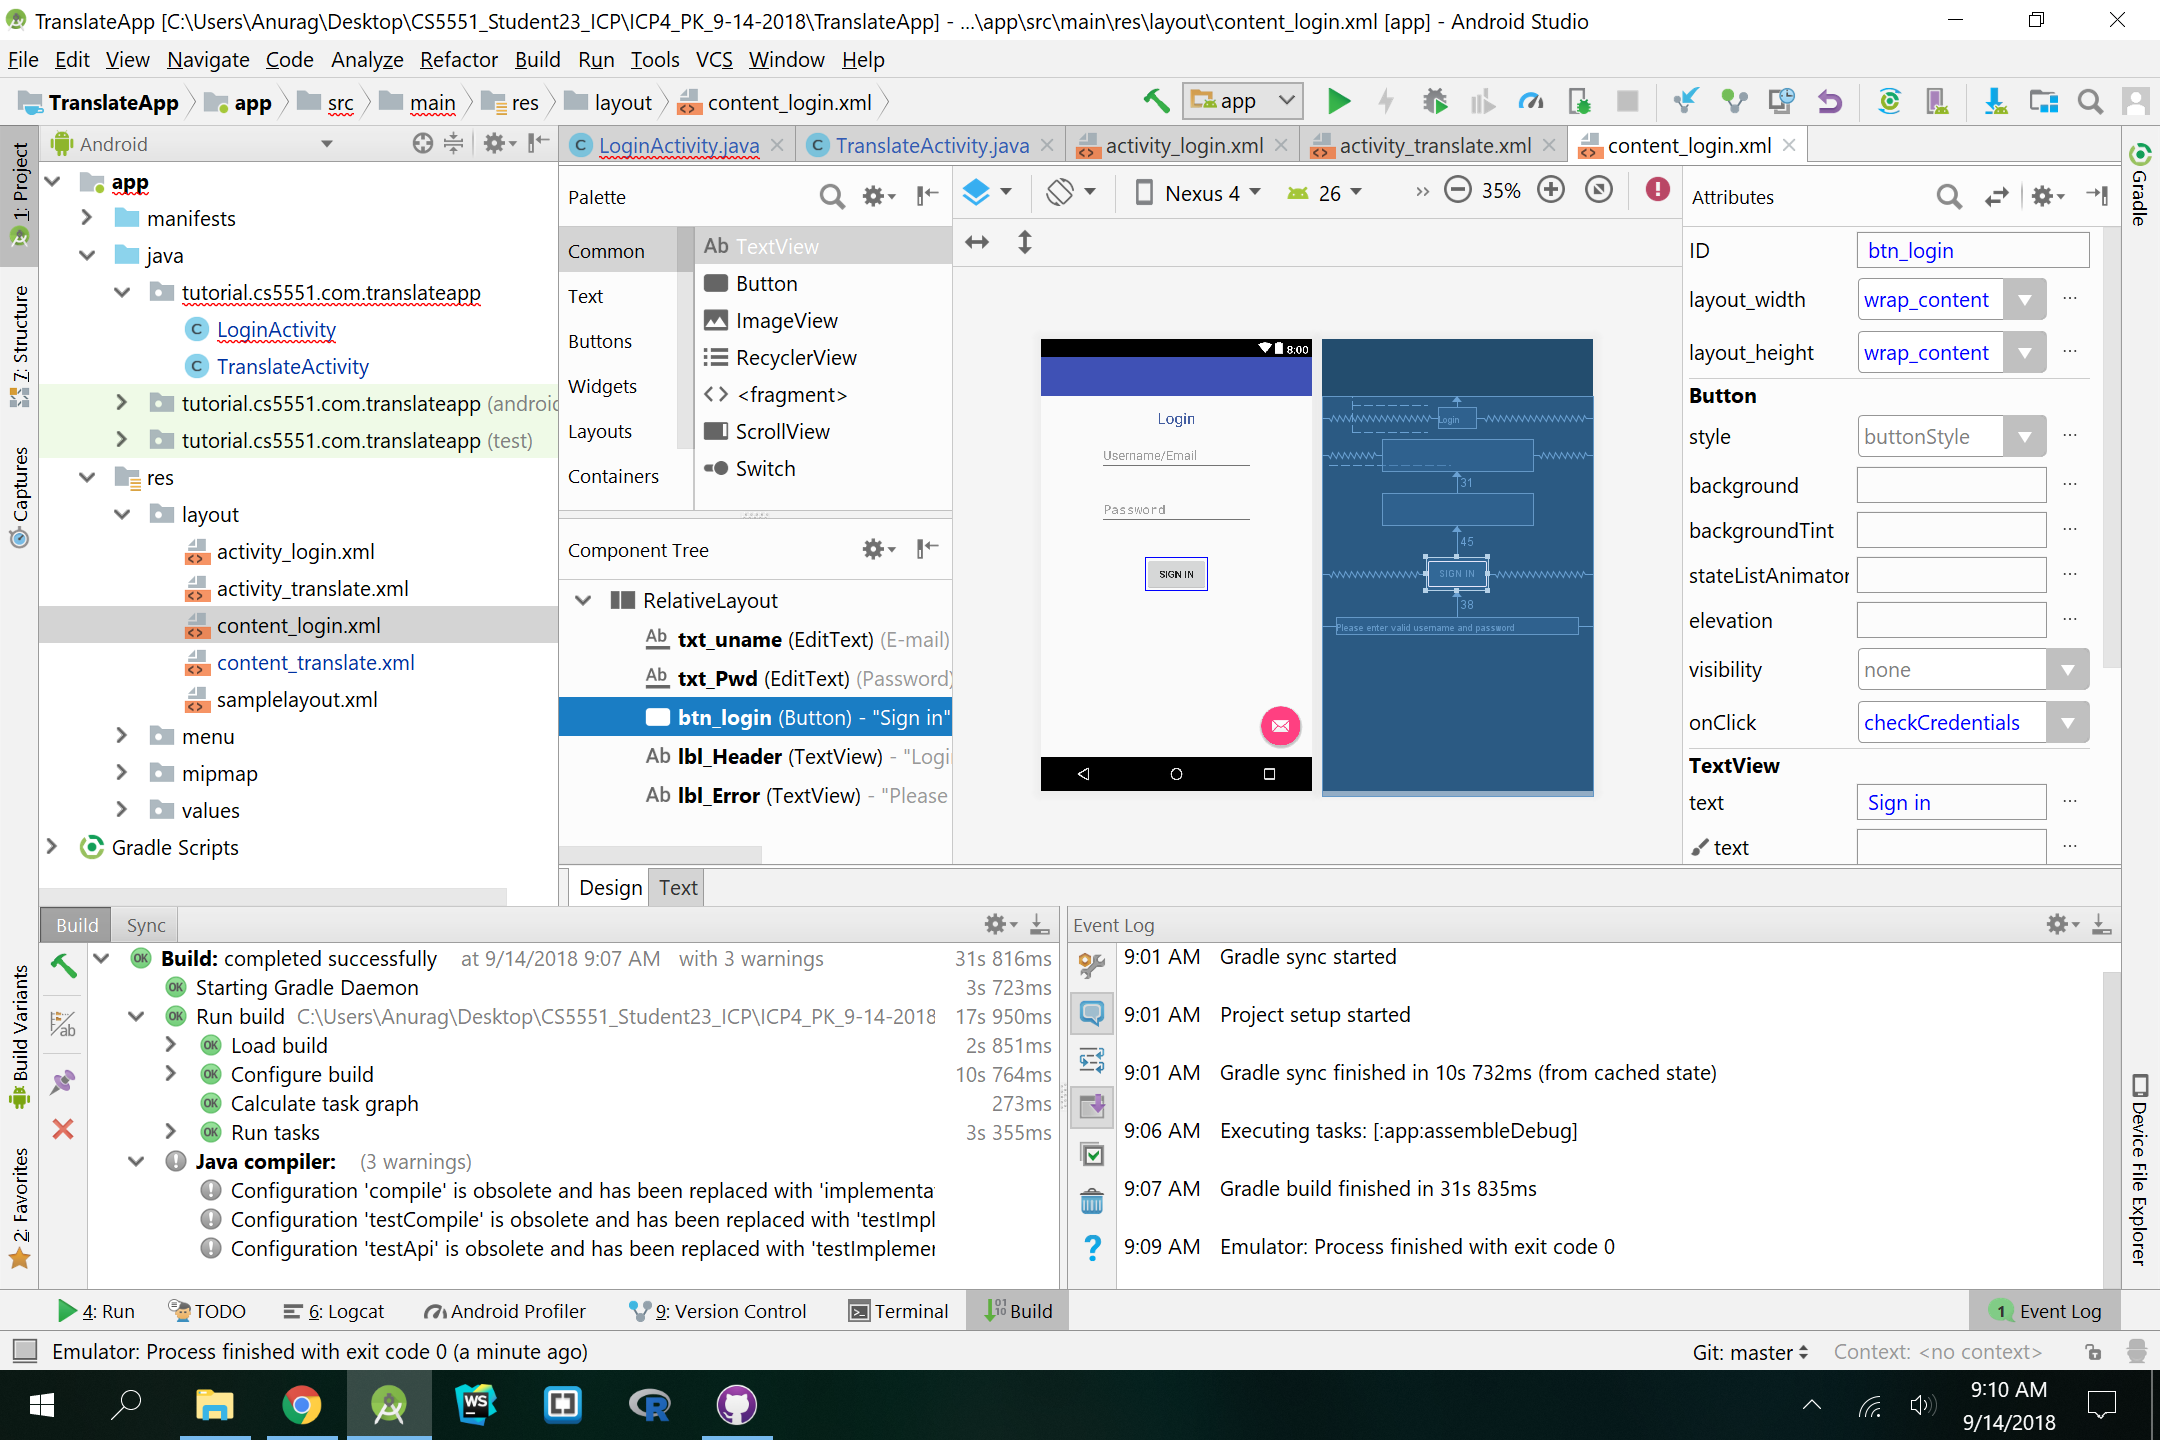 TranslateApp [C:\Users\Anurag\Desktop\CS5551_Student23_ICP\ICP4_PK_9-14-2018\TranslateApp] - ...\app\src\main\res\layout\content_login.xml [app] - Android Studio
File Edit View Navigate Code Analyze Refactor Build Run Tools VCS Window Help
TranslateApp app src main res layout content_login.xml app
Android
LoginActivity.java TranslateActivity.java activity_login.xml activity_translate.xml content_login.xml
1: Project
7: Structure
Captures
Build Variants
2: Favorites
app
manifests
java
tutorial.cs5551.com.translateapp
LoginActivity
TranslateActivity
tutorial.cs5551.com.translateapp (android
tutorial.cs5551.com.translateapp (test)
res
layout
activity_login.xml
activity_translate.xml
content_login.xml
content_translate.xml
samplelayout.xml
menu
mipmap
values
Gradle Scripts
Palette
Common
Text
Buttons
Widgets
Layouts
Containers
Ab TextView
Button
ImageView
RecyclerView
<fragment>
ScrollView
Switch
Component Tree
RelativeLayout
Ab txt_uname (EditText) (E-mail)
Ab txt_Pwd (EditText) (Password)
btn_login (Button) - "Sign in"
Ab lbl_Header (TextView) - "Logi
Ab lbl_Error (TextView) - "Please
Nexus 4 26 35%
8:00
Login
Username/Email
Password
SIGN IN
Login
31
45
SIGN IN
38
Please enter valid username and password
Attributes
ID btn_login
layout_width wrap_content ...
layout_height wrap_content ...
Button
style buttonStyle ...
background ...
backgroundTint ...
stateListAnimator ...
elevation ...
visibility none
onClick checkCredentials
TextView
text Sign in ...
text ...
Gradle
Device File Explorer
Design Text
Build Sync
Build: completed successfully at 9/14/2018 9:07 AM with 3 warnings 31s 816ms
OK Starting Gradle Daemon 3s 723ms
OK Run build C:\Users\Anurag\Desktop\CS5551_Student23_ICP\ICP4_PK_9-14-2018 17s 950ms
OK Load build 2s 851ms
OK Configure build 10s 764ms
OK Calculate task graph 273ms
OK Run tasks 3s 355ms
Java compiler: (3 warnings)
Configuration 'compile' is obsolete and has been replaced with 'implementa
Configuration 'testCompile' is obsolete and has been replaced with 'testImpl
Configuration 'testApi' is obsolete and has been replaced with 'testImplemen
Event Log
9:01 AM Gradle sync started
9:01 AM Project setup started
9:01 AM Gradle sync finished in 10s 732ms (from cached state)
9:06 AM Executing tasks: [:app:assembleDebug]
9:07 AM Gradle build finished in 31s 835ms
9:09 AM Emulator: Process finished with exit code 0
4: Run TODO 6: Logcat Android Profiler 9: Version Control Terminal Build 1 Event Log
Emulator: Process finished with exit code 0 (a minute ago) Git: master Context: <no context>
WS R
9:10 AM
9/14/2018